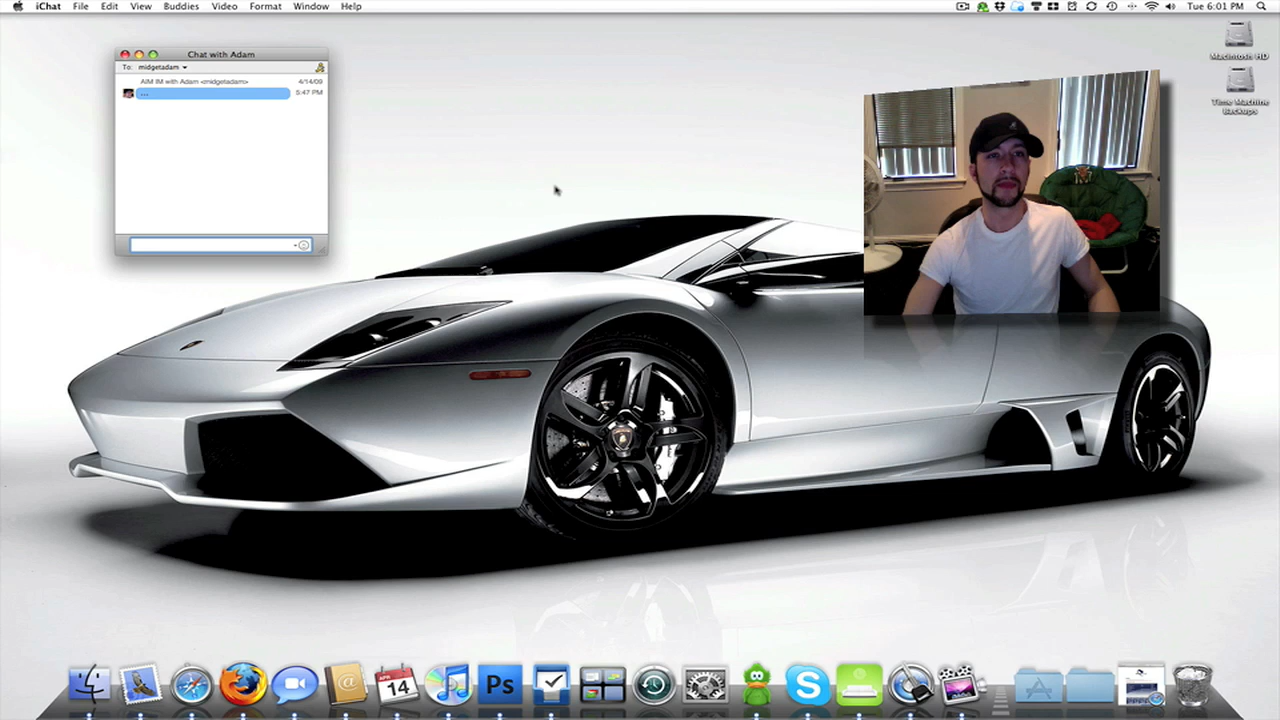 iChat File Edit View Buddies Video Format Window Help Tue 6:01 PM
Chat with Adam
To: midgetadam
AIM IM with Adam <midgetadam> 4/14/09
... 5:47 PM
Macintosh HD
Time Machine
Backups
APR
14
Ps
@
S